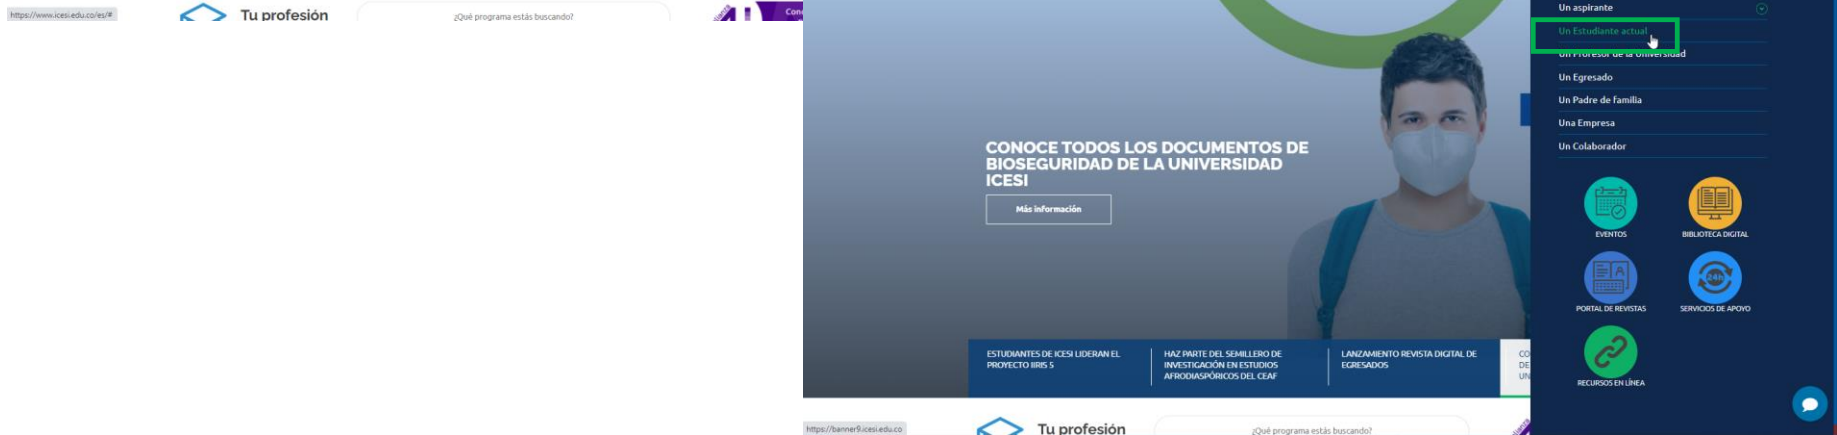 https://www.icesi.edu.co/es/#
Tu profesión
¿Qué programa estás buscando?
Un aspirante
Un Estudiante actual
Un Profesor de la Universidad
Un Egresado
Un Padre de familia
Una Empresa
Un Colaborador
CONOCE TODOS LOS DOCUMENTOS DE
BIOSEGURIDAD DE LA UNIVERSIDAD
ICESI
Más información
EVENTOS
BIBLIOTECA DIGITAL
24h
PORTAL DE REVISTAS
SERVICIOS DE APOYO
RECURSOS EN LÍNEA
ESTUDIANTES DE ICESI LIDERAN EL
PROYECTO IIRIS 5
HAZ PARTE DEL SEMILLERO DE
INVESTIGACIÓN EN ESTUDIOS
AFRODIASPÓRICOS DEL CEAF
LANZAMIENTO REVISTA DIGITAL DE
EGRESADOS
CO
DE
UN
https://banner9.icesi.edu.co
Tu profesión
¿Qué programa estás buscando?